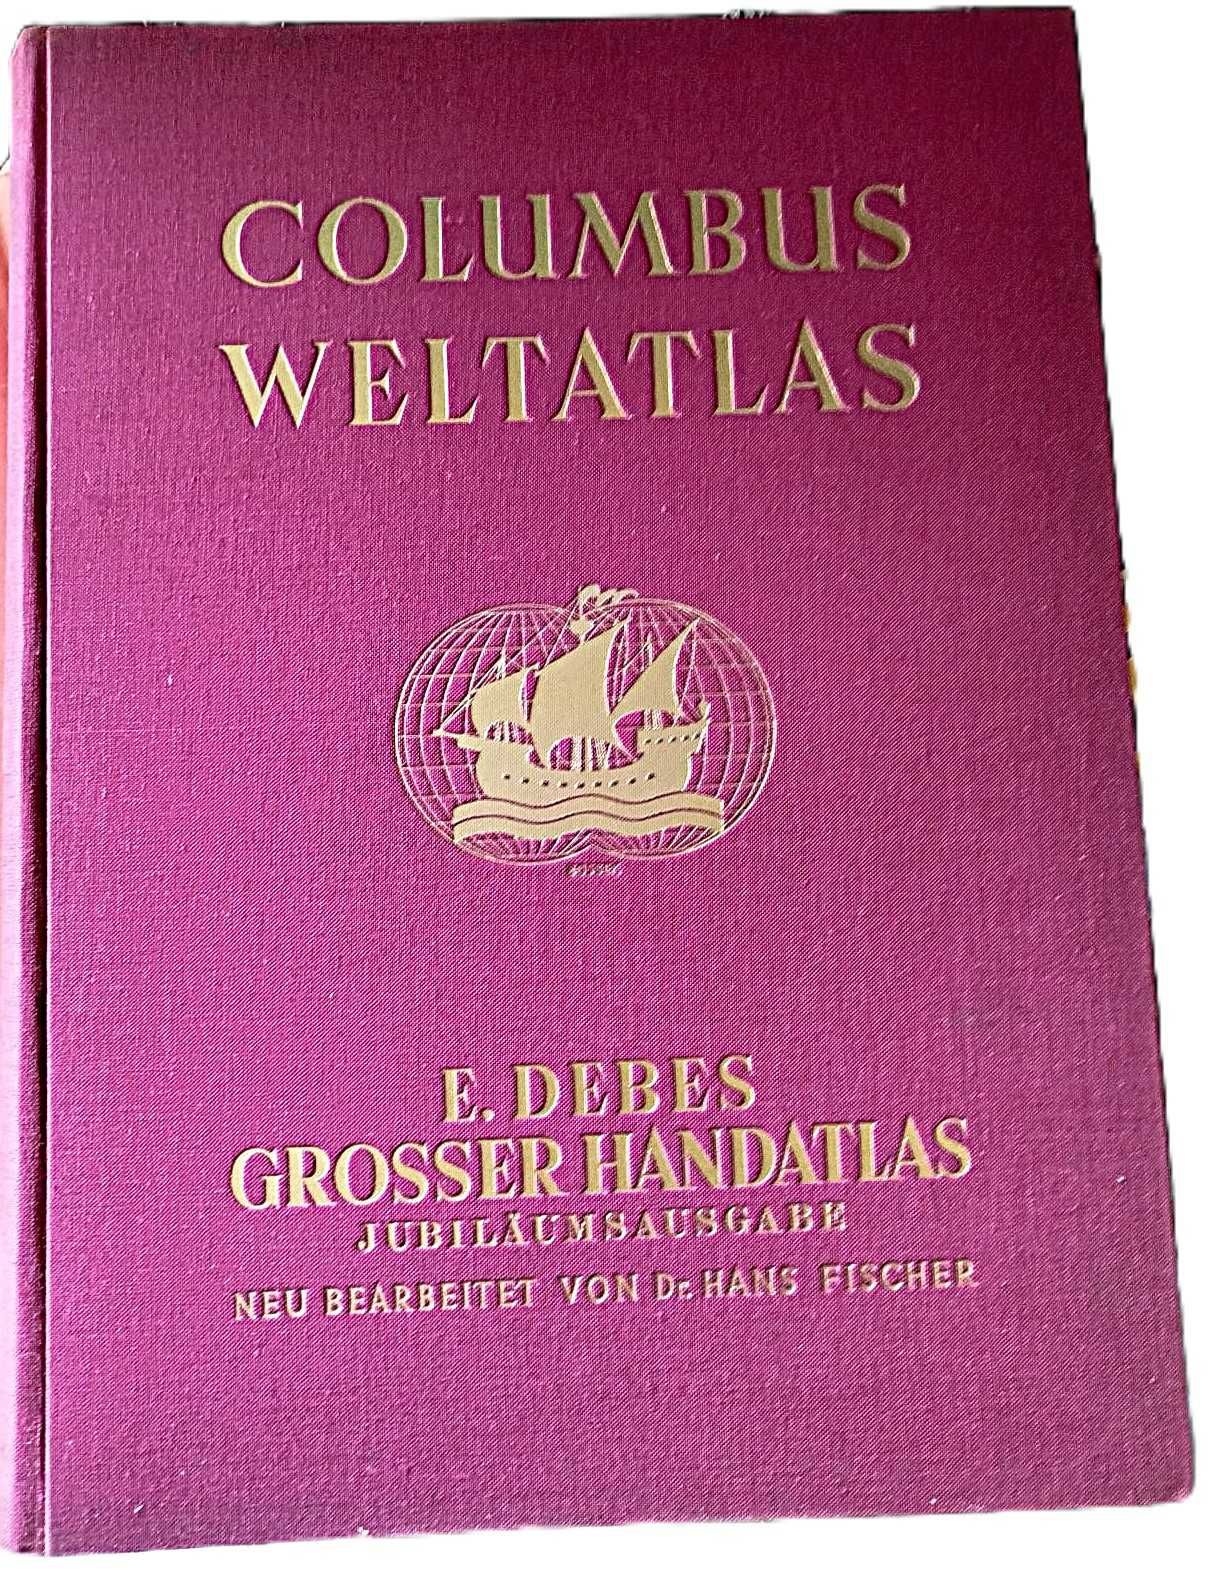 COLUMBUS
WELTATLAS
E. DEBES
GROSSER HANDATLAS
JUBILÄUMSAUSGABE
NEU BEARBEITET VON Dr. HANS FISCHER